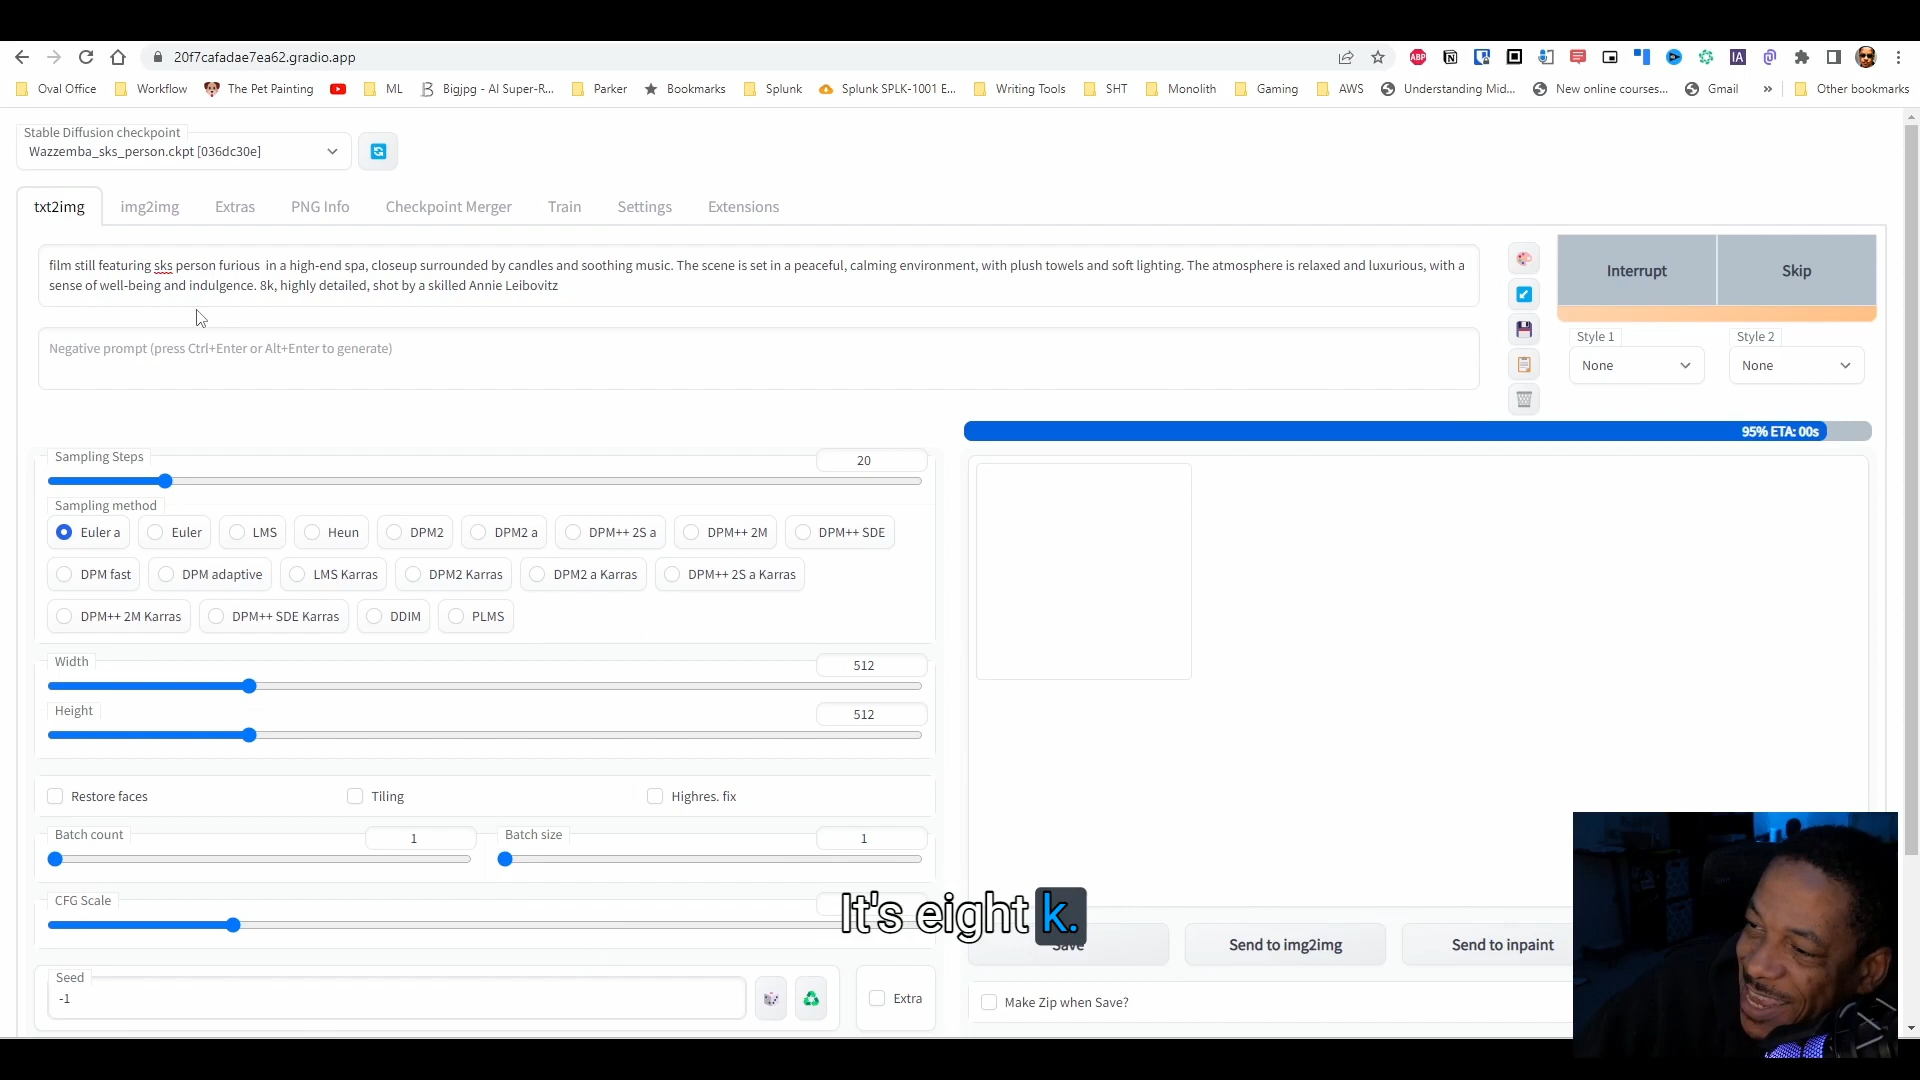 20f7cafadae7ea62.gradio.app
Oval Office
Workflow
The Pet Painting
ML
Bigjpg - AI Super-R...
Parker
Bookmarks
Splunk
Splunk SPLK-1001 E...
Writing Tools
SHT
Monolith
Gaming
AWS
Understanding Mid...
New online courses...
Gmail
»
Other bookmarks
ABP
IA
Stable Diffusion checkpoint
Wazzemba_sks_person.ckpt [036dc30e]
txt2img
img2img
Extras
PNG Info
Checkpoint Merger
Train
Settings
Extensions
film still featuring sks person furious  in a high-end spa, closeup surrounded by candles and soothing music. The scene is set in a peaceful, calming environment, with plush towels and soft lighting. The atmosphere is relaxed and luxurious, with a
sense of well-being and indulgence. 8k, highly detailed, shot by a skilled Annie Leibovitz
Negative prompt (press Ctrl+Enter or Alt+Enter to generate)
Interrupt
Skip
Style 1
None
Style 2
None
95% ETA: 00s
Sampling Steps
20
Sampling method
Euler a
Euler
LMS
Heun
DPM2
DPM2 a
DPM++ 2S a
DPM++ 2M
DPM++ SDE
DPM fast
DPM adaptive
LMS Karras
DPM2 Karras
DPM2 a Karras
DPM++ 2S a Karras
DPM++ 2M Karras
DPM++ SDE Karras
DDIM
PLMS
Width
512
Height
512
Restore faces
Tiling
Highres. fix
Batch count
1
Batch size
1
CFG Scale
It's eight k.
Save
Send to img2img
Send to inpaint
Seed
-1
Extra
Make Zip when Save?